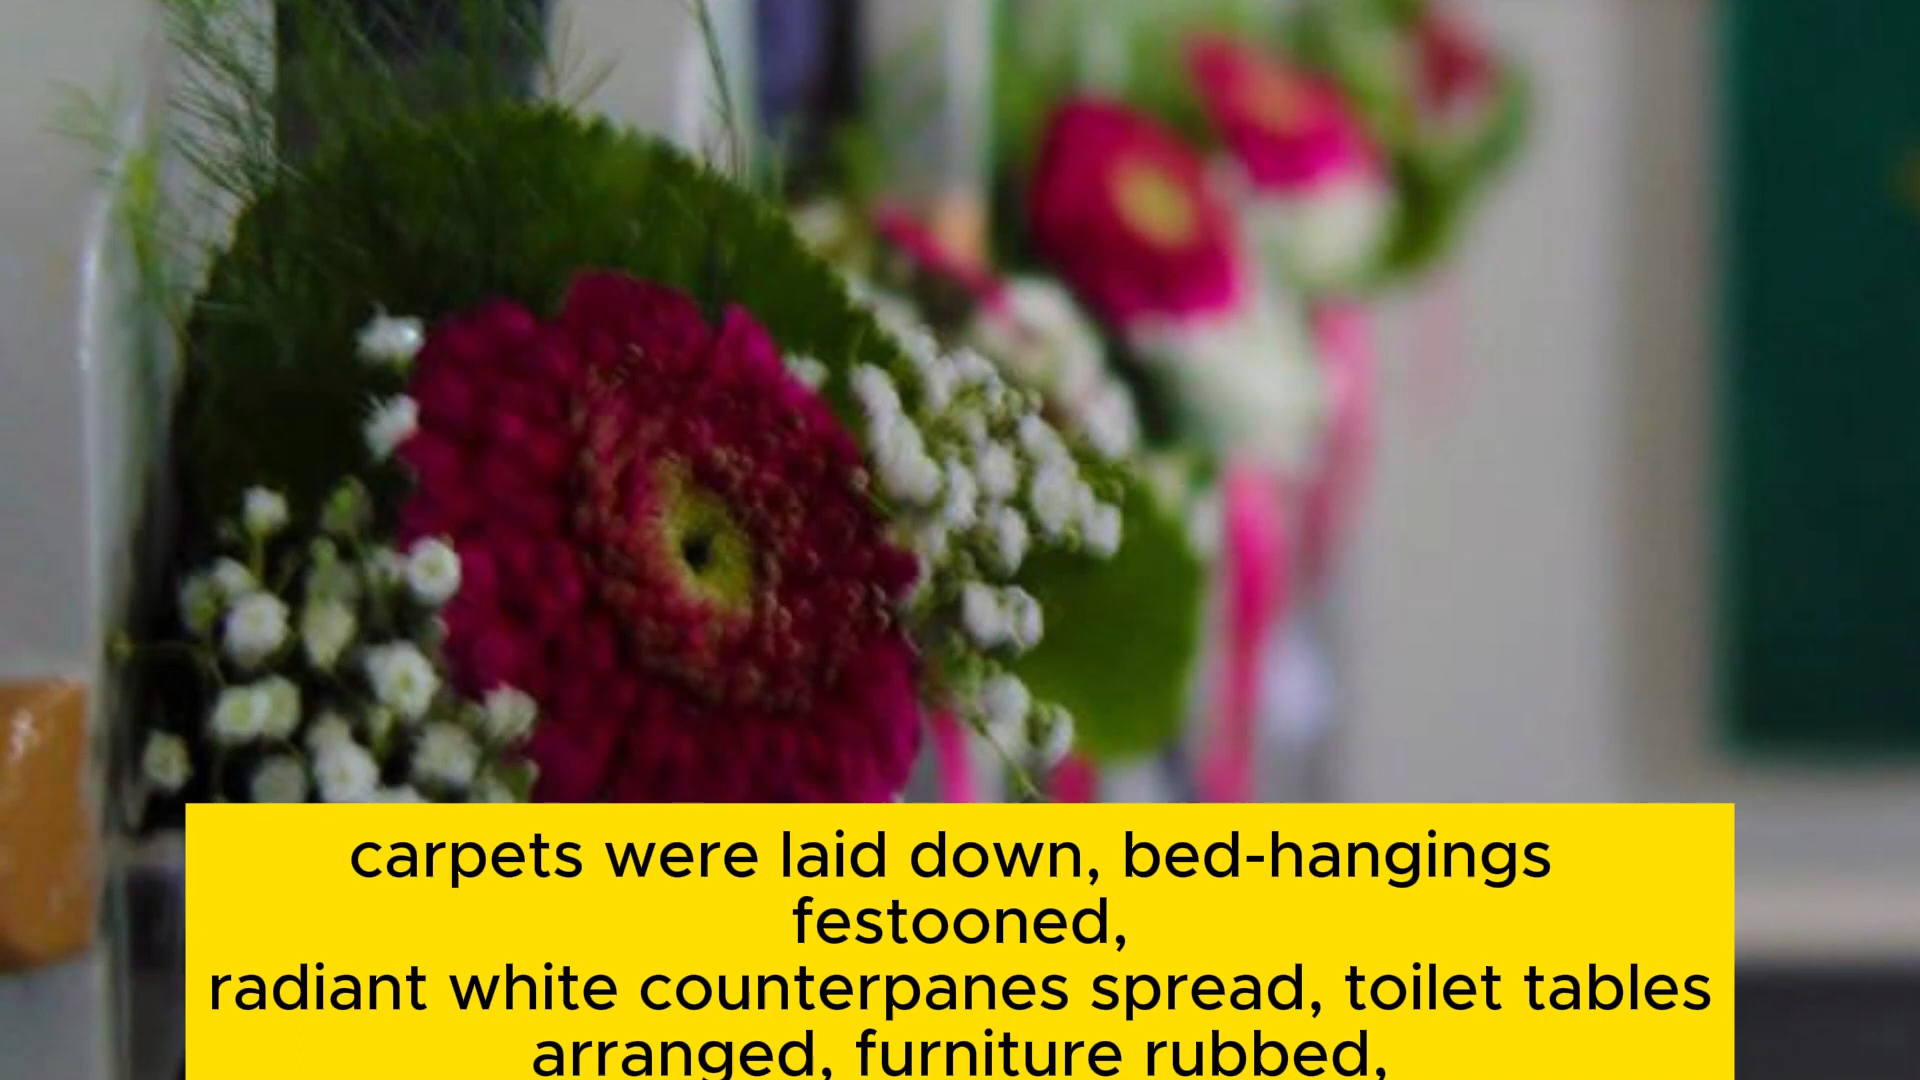 carpets were laid down, bed-hangings
festooned,
radiant white counterpanes spread, toilet tables
arranged, furniture rubbed,